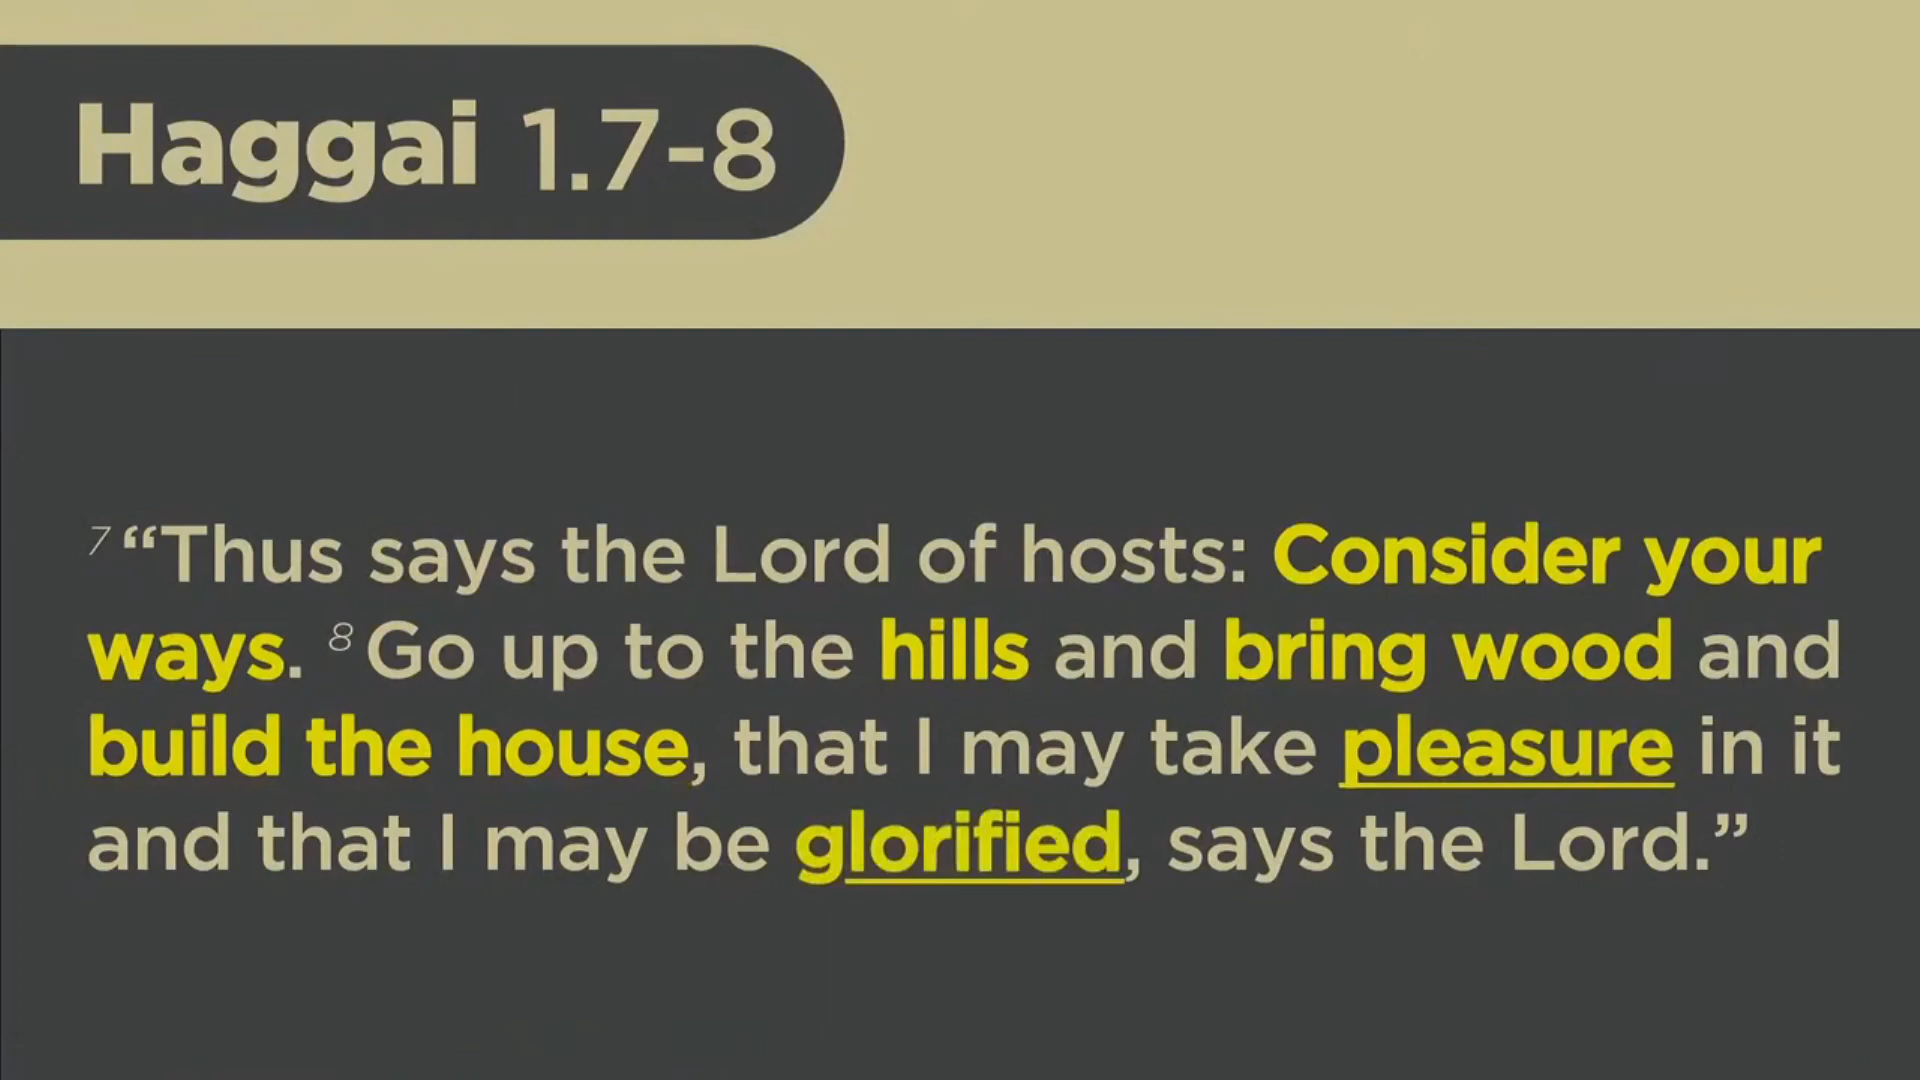 Haggai 1.7-8
7 “Thus says the Lord of hosts: Consider your
ways. 8 Go up to the hills and bring wood and
build the house, that I may take pleasure in it
and that I may be glorified, says the Lord.”